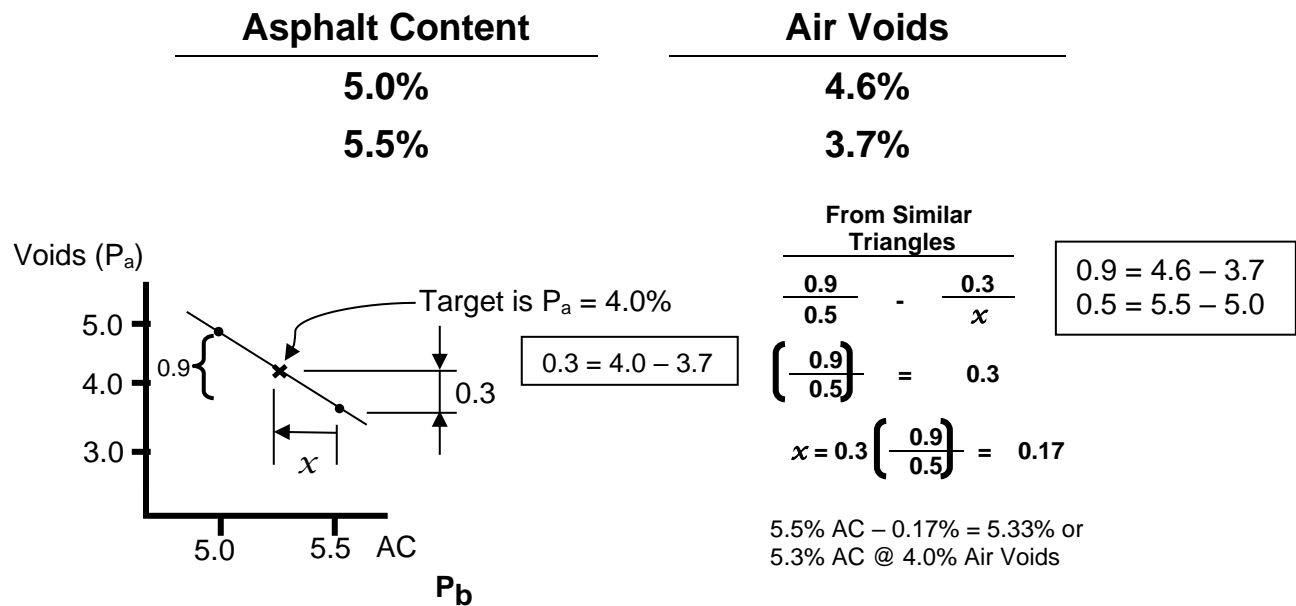 Asphalt Content Air Voids
5.0% 4.6%
5.5% 3.7%
From Similar
Triangles
Voids (Pa)
0.9 = 4.6 – 3.7
0.5 = 5.5 – 5.0
0.9 - 0.3
0.5 x
Target is Pa = 4.0%
5.0
0.9
0.3 = 4.0 – 3.7
4.0
0.3
3.0
x
(0.9
0.5) = 0.3
x = 0.3 (0.9
0.5) = 0.17
5.0 5.5 AC
Pb
5.5% AC – 0.17% = 5.33% or
5.3% AC @ 4.0% Air Voids